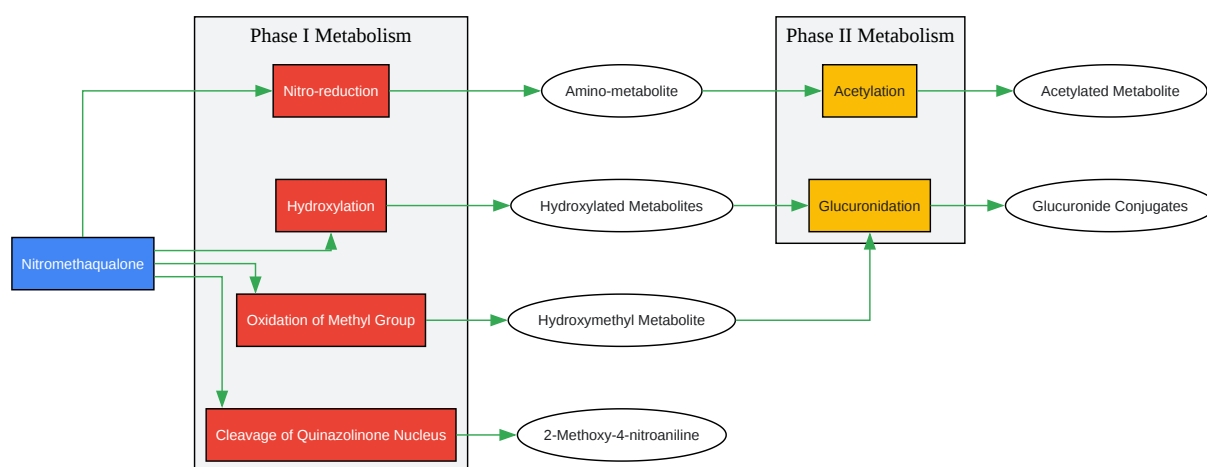 Phase I Metabolism
Phase II Metabolism
Nitro-reduction
Amino-metabolite
Acetylation
Acetylated Metabolite
Hydroxylation
Hydroxylated Metabolites
Glucuronidation
Glucuronide Conjugates
Nitromethaqualone
Oxidation of Methyl Group
Hydroxymethyl Metabolite
Cleavage of Quinazolinone Nucleus
2-Methoxy-4-nitroaniline